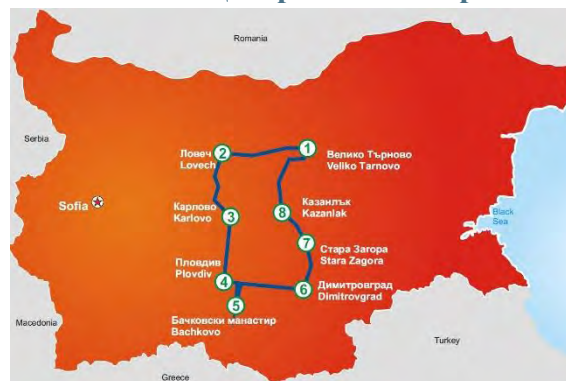 Romania
Serbia
1
2
Ловеч
Lovech
Велико Търново
Veliko Tarnovo
Sofia
Карлово
Karlovo
3
8
Казанлък
Kazanlak
Black
Sea
7
Стара Загора
Stara Zagora
Пловдив
Plovdiv
4
6
Димитровград
Dimitrovgrad
5
Бачковски манастир
Bachkovo
Macedonia
Turkey
Greece